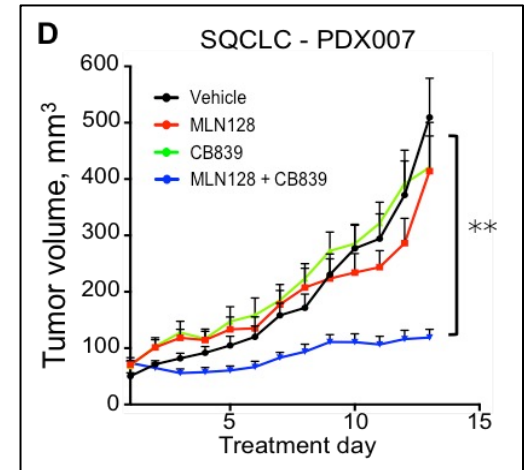 D
SQCLC - PDX007
Tumor volume, mm³
600
500
400
300
200
100
0
Vehicle
MLN128
CB839
MLN128 + CB839
**
5
10
15
Treatment day